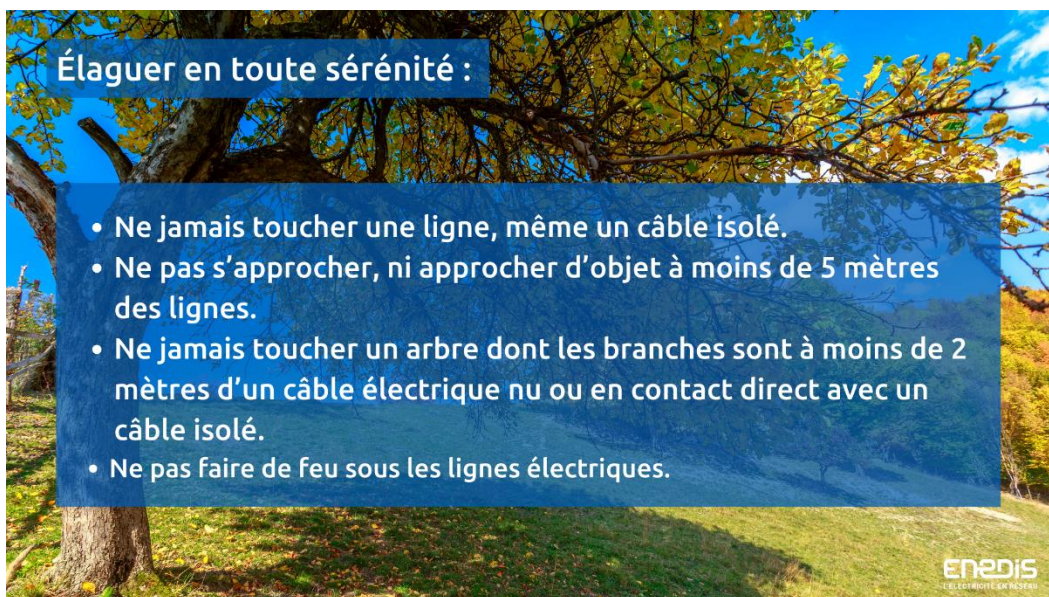 Élaguer en toute sérénité :
• Ne jamais toucher une ligne, même un câble isolé.
• Ne pas s’approcher, ni approcher d’objet à moins de 5 mètres
des lignes.
• Ne jamais toucher un arbre dont les branches sont à moins de 2
mètres d’un câble électrique nu ou en contact direct avec un
câble isolé.
• Ne pas faire de feu sous les lignes électriques.
ENEDIS
L'ÉLECTRICITÉ EN RÉSEAU